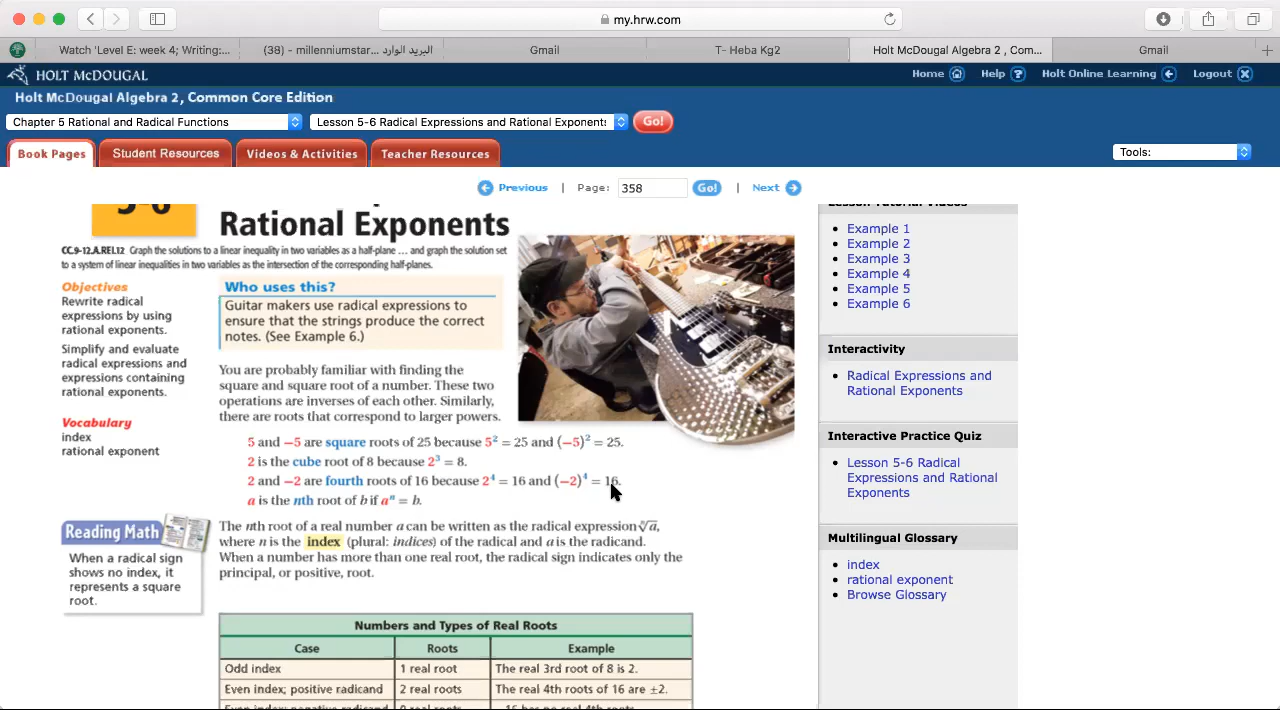 my.hrw.com
Watch 'Level E: week 4; Writing:...
(38) - millenniumstar... البريد الوارد
Gmail
T- Heba Kg2
Holt McDougal Algebra 2 , Com...
Gmail
HOLT McDOUGAL
Home
Help ?
Holt Online Learning
Logout
Holt McDougal Algebra 2, Common Core Edition
Chapter 5 Rational and Radical Functions
Lesson 5-6 Radical Expressions and Rational Exponents
Go!
Book Pages
Student Resources
Videos & Activities
Teacher Resources
Tools:
Previous | Page: 358 Go! | Next
5-6
Rational Exponents
CC.9-12.A.REI.12 Graph the solutions to a linear inequality in two variables as a half-plane ... and graph the solution set
to a system of linear inequalities in two variables as the intersection of the corresponding half-planes.
Objectives
Rewrite radical
expressions by using
rational exponents.
Simplify and evaluate
radical expressions and
expressions containing
rational exponents.
Vocabulary
index
rational exponent
Who uses this?
Guitar makers use radical expressions to
ensure that the strings produce the correct
notes. (See Example 6.)
You are probably familiar with finding the
square and square root of a number. These two
operations are inverses of each other. Similarly,
there are roots that correspond to larger powers.
5 and −5 are square roots of 25 because 5² = 25 and (−5)² = 25.
2 is the cube root of 8 because 2³ = 8.
2 and −2 are fourth roots of 16 because 2⁴ = 16 and (−2)⁴ = 16.
a is the nth root of b if aⁿ = b.
Reading Math
When a radical sign
shows no index, it
represents a square
root.
The nth root of a real number a can be written as the radical expression ⁿ√a,
where n is the index (plural: indices) of the radical and a is the radicand.
When a number has more than one real root, the radical sign indicates only the
principal, or positive, root.
Numbers and Types of Real Roots
Case Roots Example
Odd index 1 real root The real 3rd root of 8 is 2.
Even index; positive radicand 2 real roots The real 4th roots of 16 are ±2.
Even index; negative radicand 0 real roots −16 has no real 4th roots.
Lesson Tutorial Videos
Example 1
Example 2
Example 3
Example 4
Example 5
Example 6
Interactivity
Radical Expressions and
Rational Exponents
Interactive Practice Quiz
Lesson 5-6 Radical
Expressions and Rational
Exponents
Multilingual Glossary
index
rational exponent
Browse Glossary